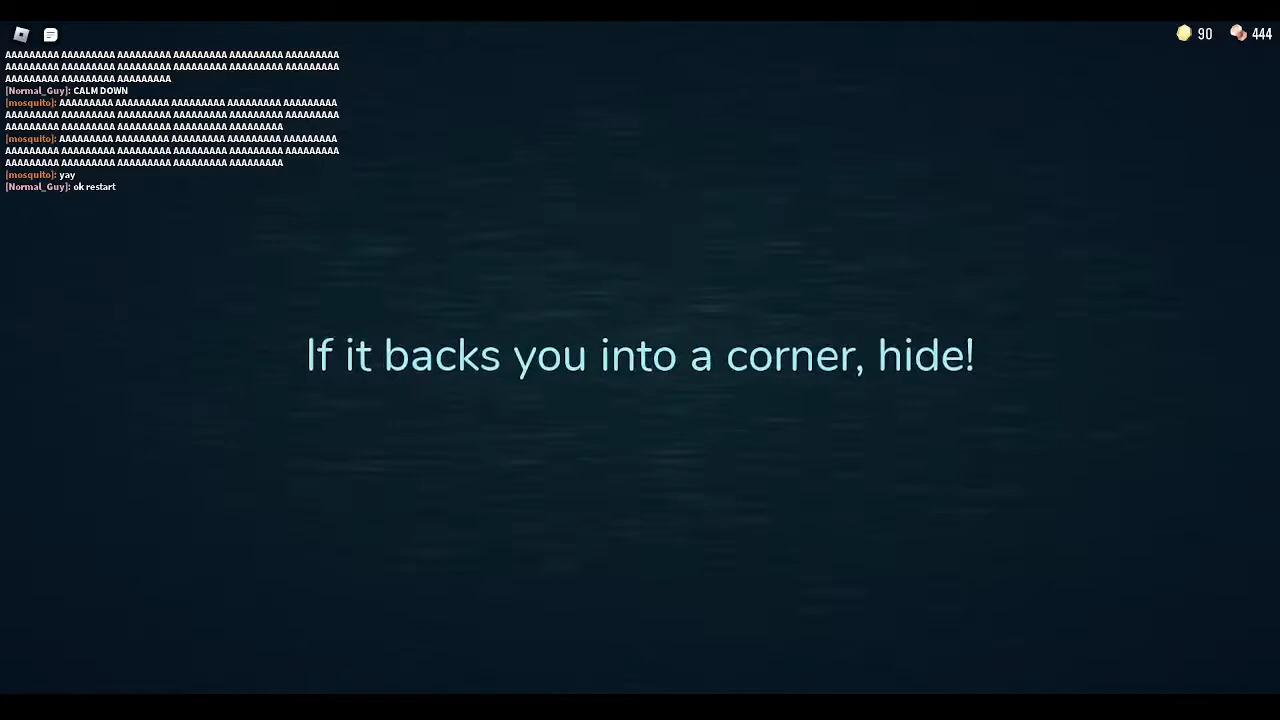 90 444
AAAAAAAAA AAAAAAAAA AAAAAAAAA AAAAAAAAA AAAAAAAAA AAAAAAAAA
AAAAAAAAA AAAAAAAAA AAAAAAAAA AAAAAAAAA AAAAAAAAA AAAAAAAAA
AAAAAAAAA AAAAAAAAA AAAAAAAAA
[Normal_Guy]: CALM DOWN
[mosquito]: AAAAAAAAA AAAAAAAAA AAAAAAAAA AAAAAAAAA AAAAAAAAA
AAAAAAAAA AAAAAAAAA AAAAAAAAA AAAAAAAAA AAAAAAAAA AAAAAAAAA
AAAAAAAAA AAAAAAAAA AAAAAAAAA AAAAAAAAA AAAAAAAAA
[mosquito]: AAAAAAAAA AAAAAAAAA AAAAAAAAA AAAAAAAAA AAAAAAAAA
AAAAAAAAA AAAAAAAAA AAAAAAAAA AAAAAAAAA AAAAAAAAA AAAAAAAAA
AAAAAAAAA AAAAAAAAA AAAAAAAAA AAAAAAAAA AAAAAAAAA
[mosquito]: yay
[Normal_Guy]: ok restart
If it backs you into a corner, hide!